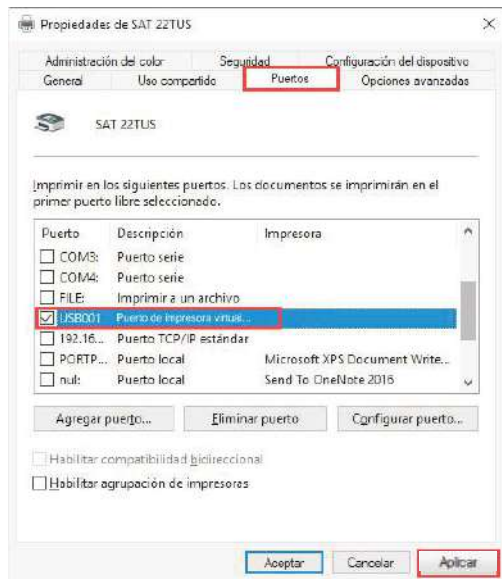 Propiedades de SAT 22TUS
Administración del color Seguridad Configuración del dispositivo
General Uso compartido Puertos Opciones avanzadas
SAT 22TUS
Imprimir en los siguientes puertos. Los documentos se imprimirán en el
primer puerto libre seleccionado.
Puerto Descripción Impresora
COM3: Puerto serie
COM4: Puerto serie
FILE: Imprimir a un archivo
USB001 Puerto de impresora virtual...
192.16... Puerto TCP/IP estándar
PORTP... Puerto local Microsoft XPS Document Write...
nul: Puerto local Send To OneNote 2016
Agregar puerto... Eliminar puerto Configurar puerto...
Habilitar compatibilidad bidireccional
Habilitar agrupación de impresoras
Aceptar Cancelar Aplicar